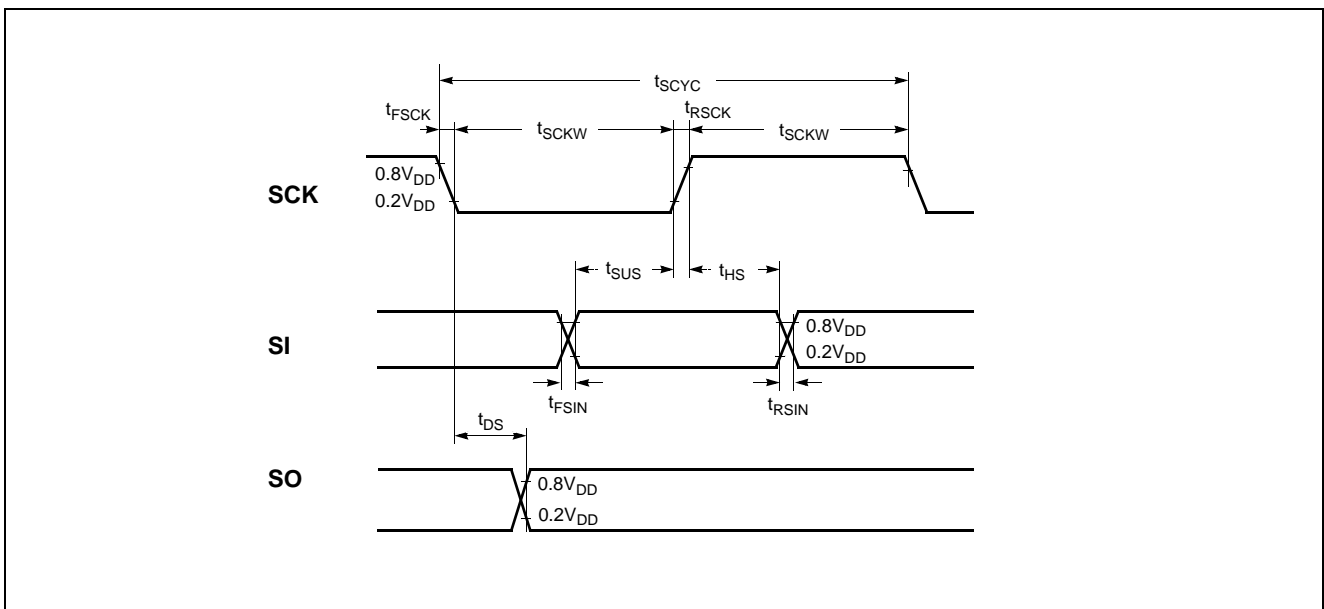 tSCYC
tFSCK
tRSCK
tSCKW
tSCKW
SCK
0.8VDD
0.2VDD
tSUS
tHS
SI
0.8VDD
0.2VDD
tFSIN
tRSIN
tDS
SO
0.8VDD
0.2VDD